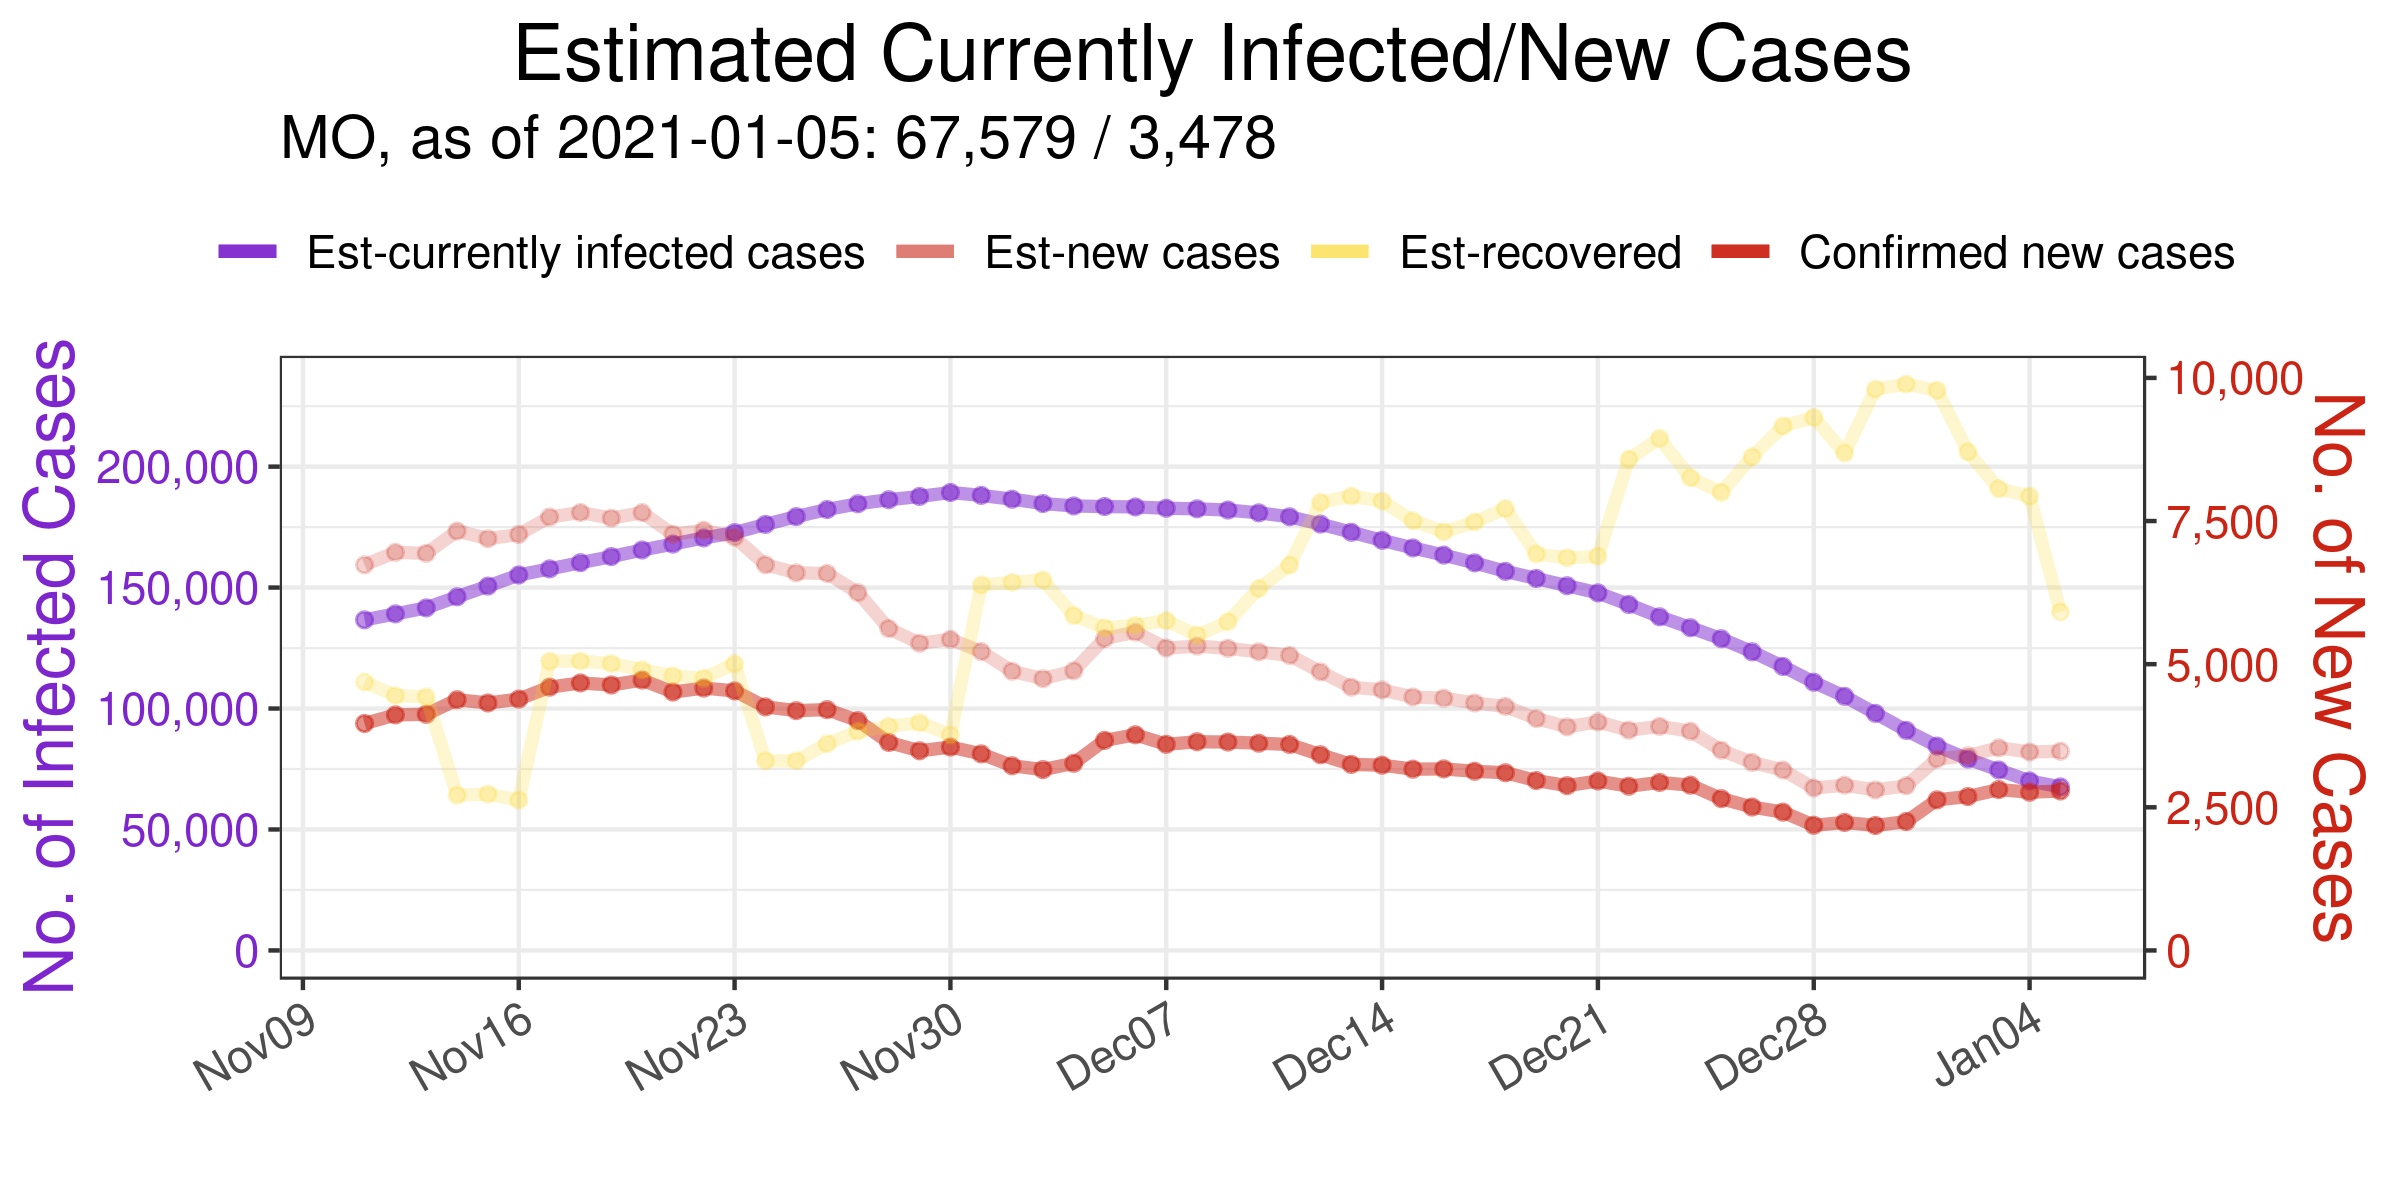 Estimated Currently Infected/New Cases
MO, as of 2021-01-05: 67,579 / 3,478
Est-currently infected cases Est-new cases Est-recovered Confirmed new cases
No. of Infected Cases
200,000
150,000
100,000
50,000
0
10,000
7,500
5,000
2,500
0
No. of New Cases
Nov09 Nov16 Nov23 Nov30 Dec07 Dec14 Dec21 Dec28 Jan04